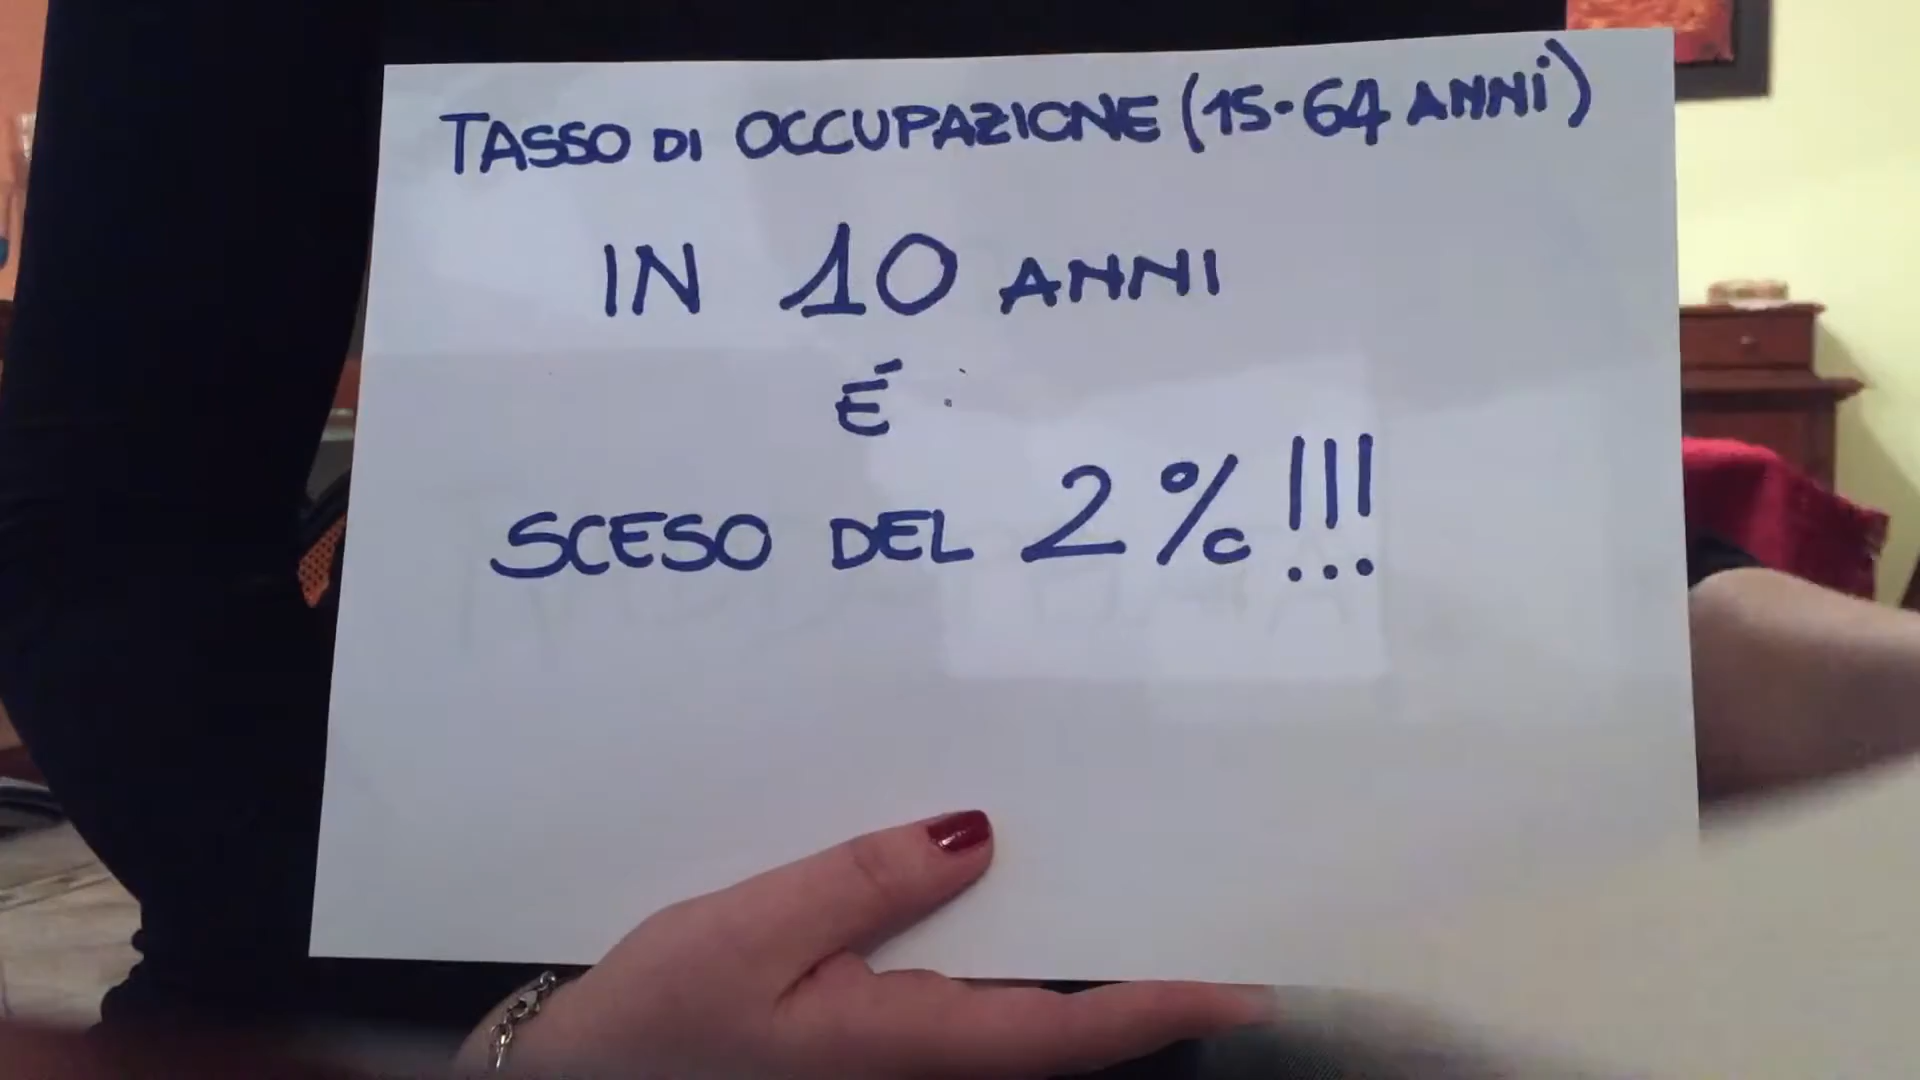 TASSO DI OCCUPAZIONE (15-64 ANNI)
IN 10 ANNI
É
SCESO DEL 2%!!!